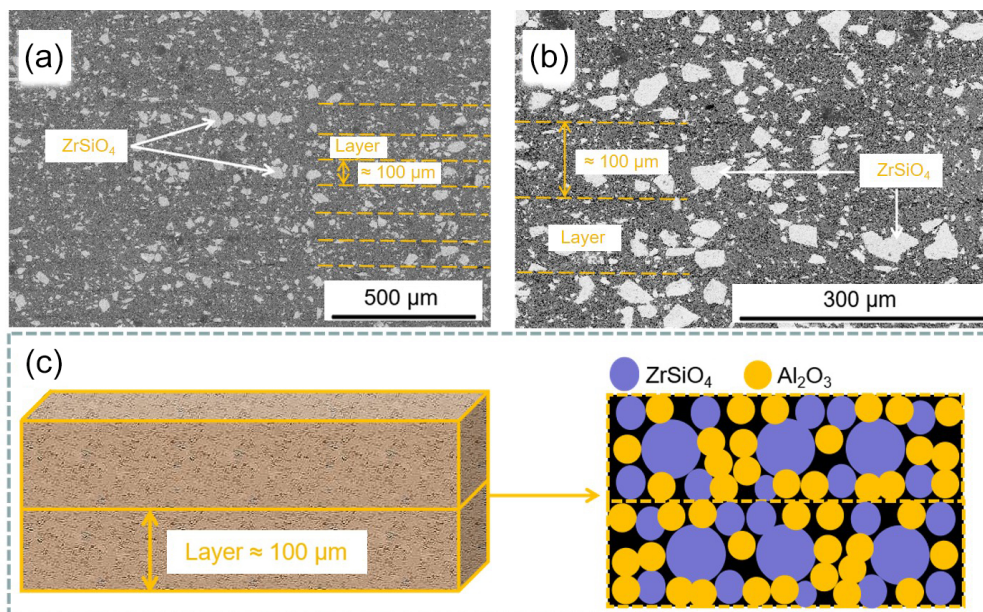 (a)
ZrSiO₄
Layer
≈ 100 μm
500 μm
(b)
≈ 100 μm
ZrSiO₄
Layer
300 μm
(c)
ZrSiO₄
Al₂O₃
Layer ≈ 100 μm